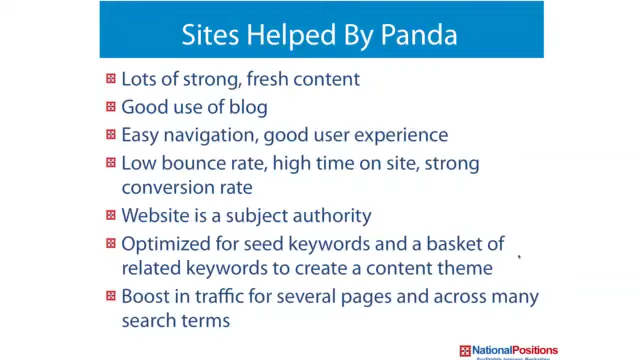 Sites Helped By Panda
Lots of strong, fresh content
Good use of blog
Easy navigation, good user experience
Low bounce rate, high time on site, strong
conversion rate
Website is a subject authority
Optimized for seed keywords and a basket of
related keywords to create a content theme
Boost in traffic for several pages and across many
search terms
NationalPositions